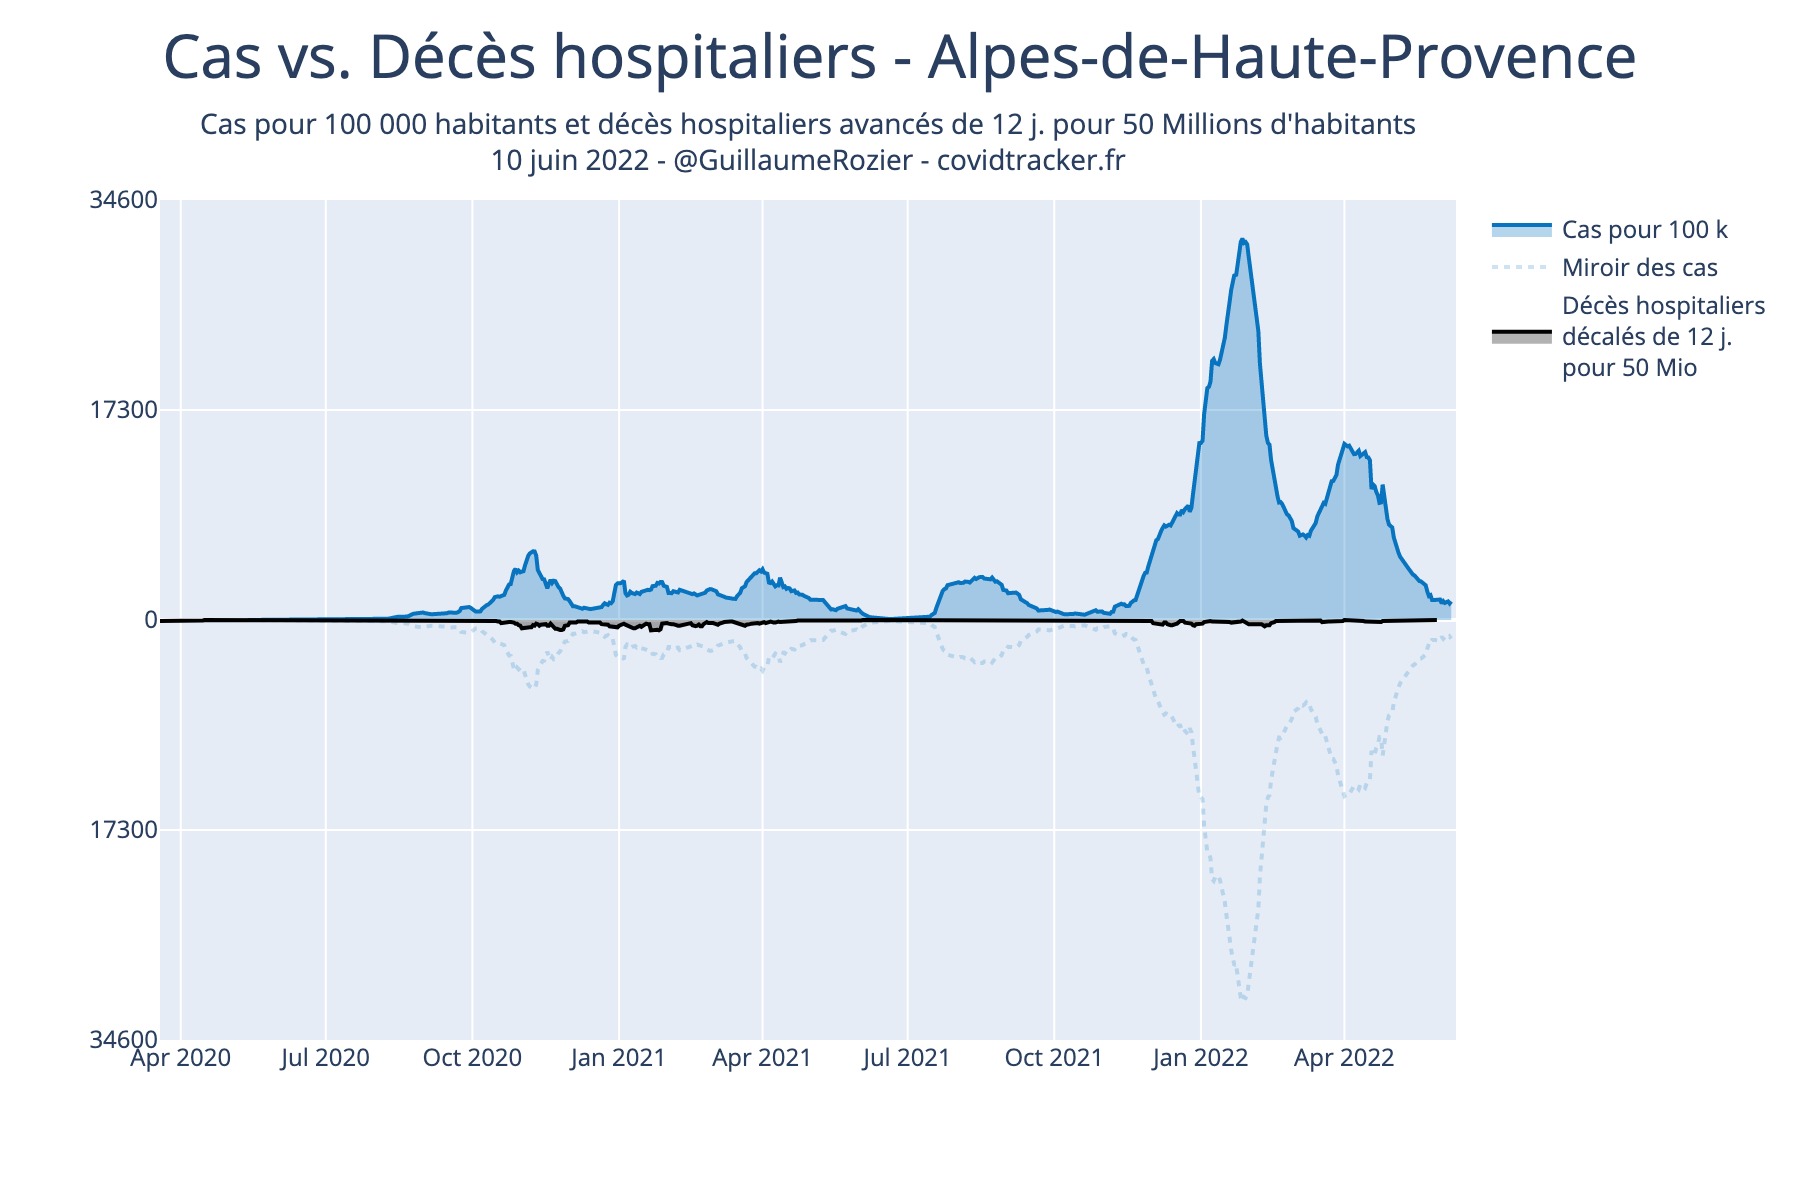 Cas vs. Décès hospitaliers - Alpes-de-Haute-Provence
Cas pour 100 000 habitants et décès hospitaliers avancés de 12 j. pour 50 Millions d'habitants
10 juin 2022 - @GuillaumeRozier - covidtracker.fr
34600
17300
0
17300
34600
Apr 2020 Jul 2020 Oct 2020 Jan 2021 Apr 2021 Jul 2021 Oct 2021 Jan 2022 Apr 2022
Cas pour 100 k
Miroir des cas
Décès hospitaliers
décalés de 12 j.
pour 50 Mio